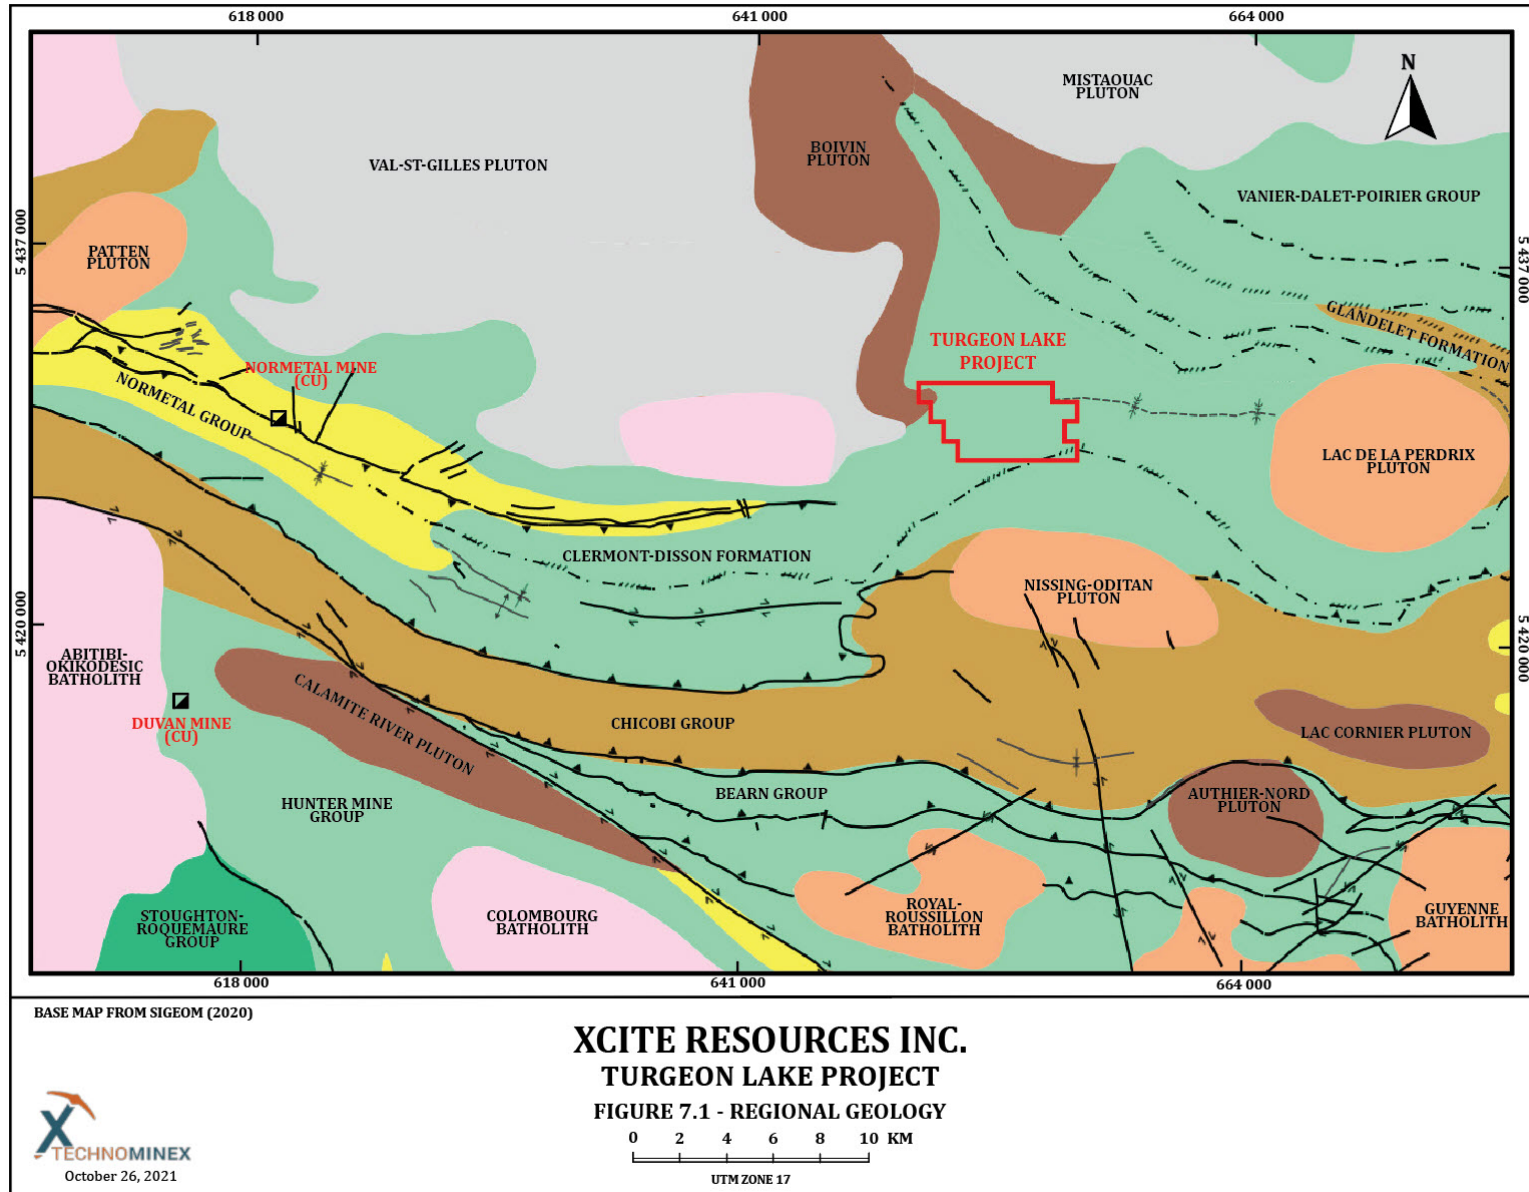 618 000
641 000
664 000
MISTAOUAC
PLUTON
N
BOIVIN
PLUTON
VAL-ST-GILLES PLUTON
VANIER-DALET-POIRIER GROUP
5 437 000
5 437 000
PATTEN
PLUTON
GLANDELET FORMATION
TURGEON LAKE
PROJECT
NORMETAL MINE
(CU)
NORMETAL GROUP
LAC DE LA PERDRIX
PLUTON
CLERMONT-DISSON FORMATION
NISSING-ODITAN
PLUTON
5 420 000
5 420 000
ABITIBI-
OKIKODESIC
BATHOLITH
CALAMITE RIVER PLUTON
DUVAN MINE
(CU)
CHICOBI GROUP
LAC CORNIER PLUTON
BEARN GROUP
AUTHIER-NORD
PLUTON
HUNTER MINE
GROUP
STOUGHTON-
ROQUEMAURE
GROUP
COLOMBOURG
BATHOLITH
ROYAL-
ROUSSILLON
BATHOLITH
GUYENNE
BATHOLITH
618 000
641 000
664 000
BASE MAP FROM SIGEOM (2020)
XCITE RESOURCES INC.
TURGEON LAKE PROJECT
FIGURE 7.1 - REGIONAL GEOLOGY
0 2 4 6 8 10 KM
UTM ZONE 17
X
TECHNOMINEX
October 26, 2021